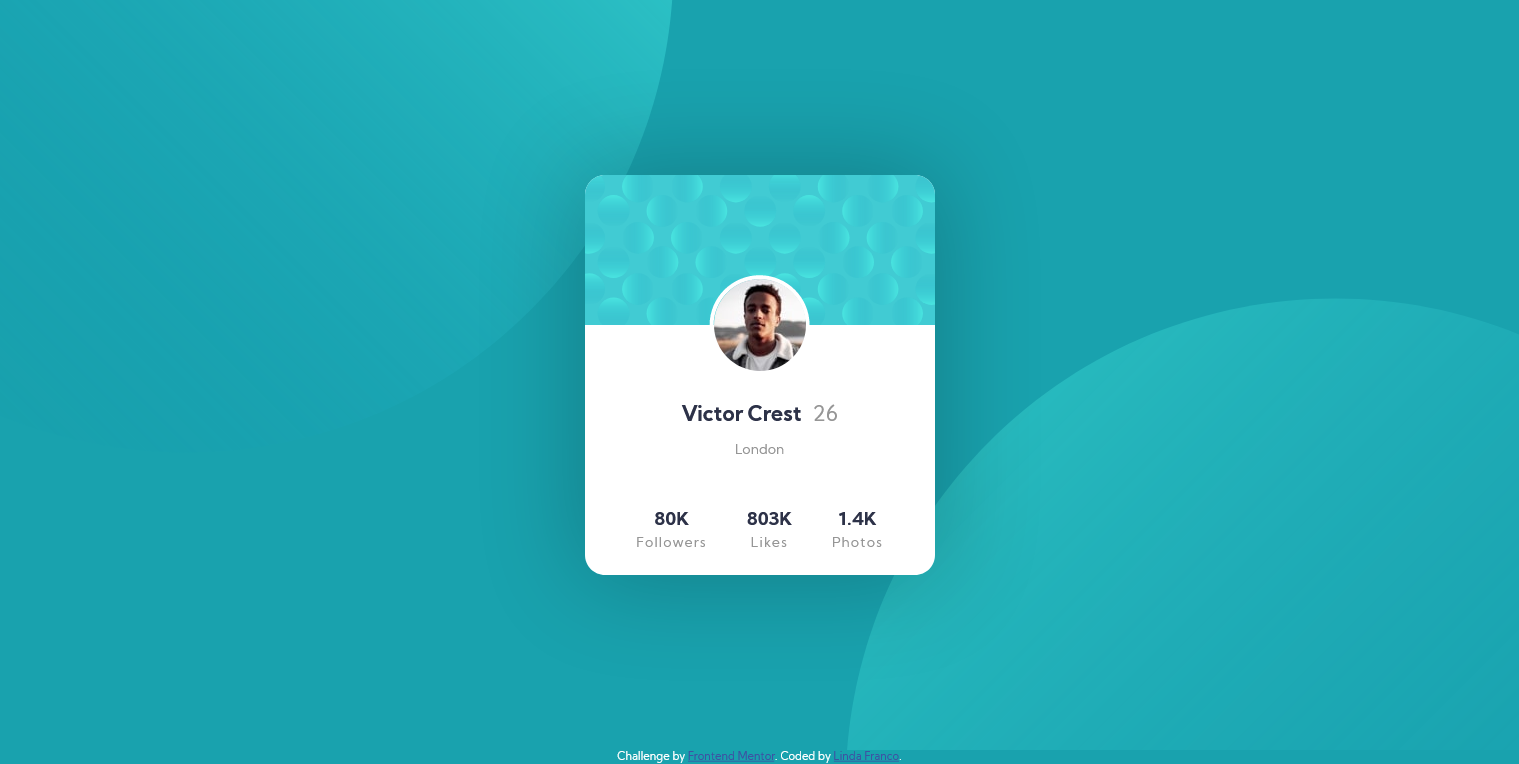 Victor Crest 26
London
80K 803K 1.4K
Followers Likes Photos
Challenge by Frontend Mentor. Coded by Linda Franco.